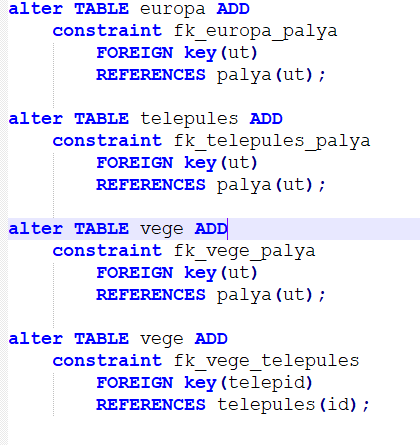 alter TABLE europa ADD
constraint fk_europa_palya
FOREIGN key(ut)
REFERENCES palya(ut);
alter TABLE telepules ADD
constraint fk_telepules_palya
FOREIGN key(ut)
REFERENCES palya(ut);
alter TABLE vege ADD
constraint fk_vege_palya
FOREIGN key(ut)
REFERENCES palya(ut);
alter TABLE vege ADD
constraint fk_vege_telepules
FOREIGN key(telepid)
REFERENCES telepules(id);